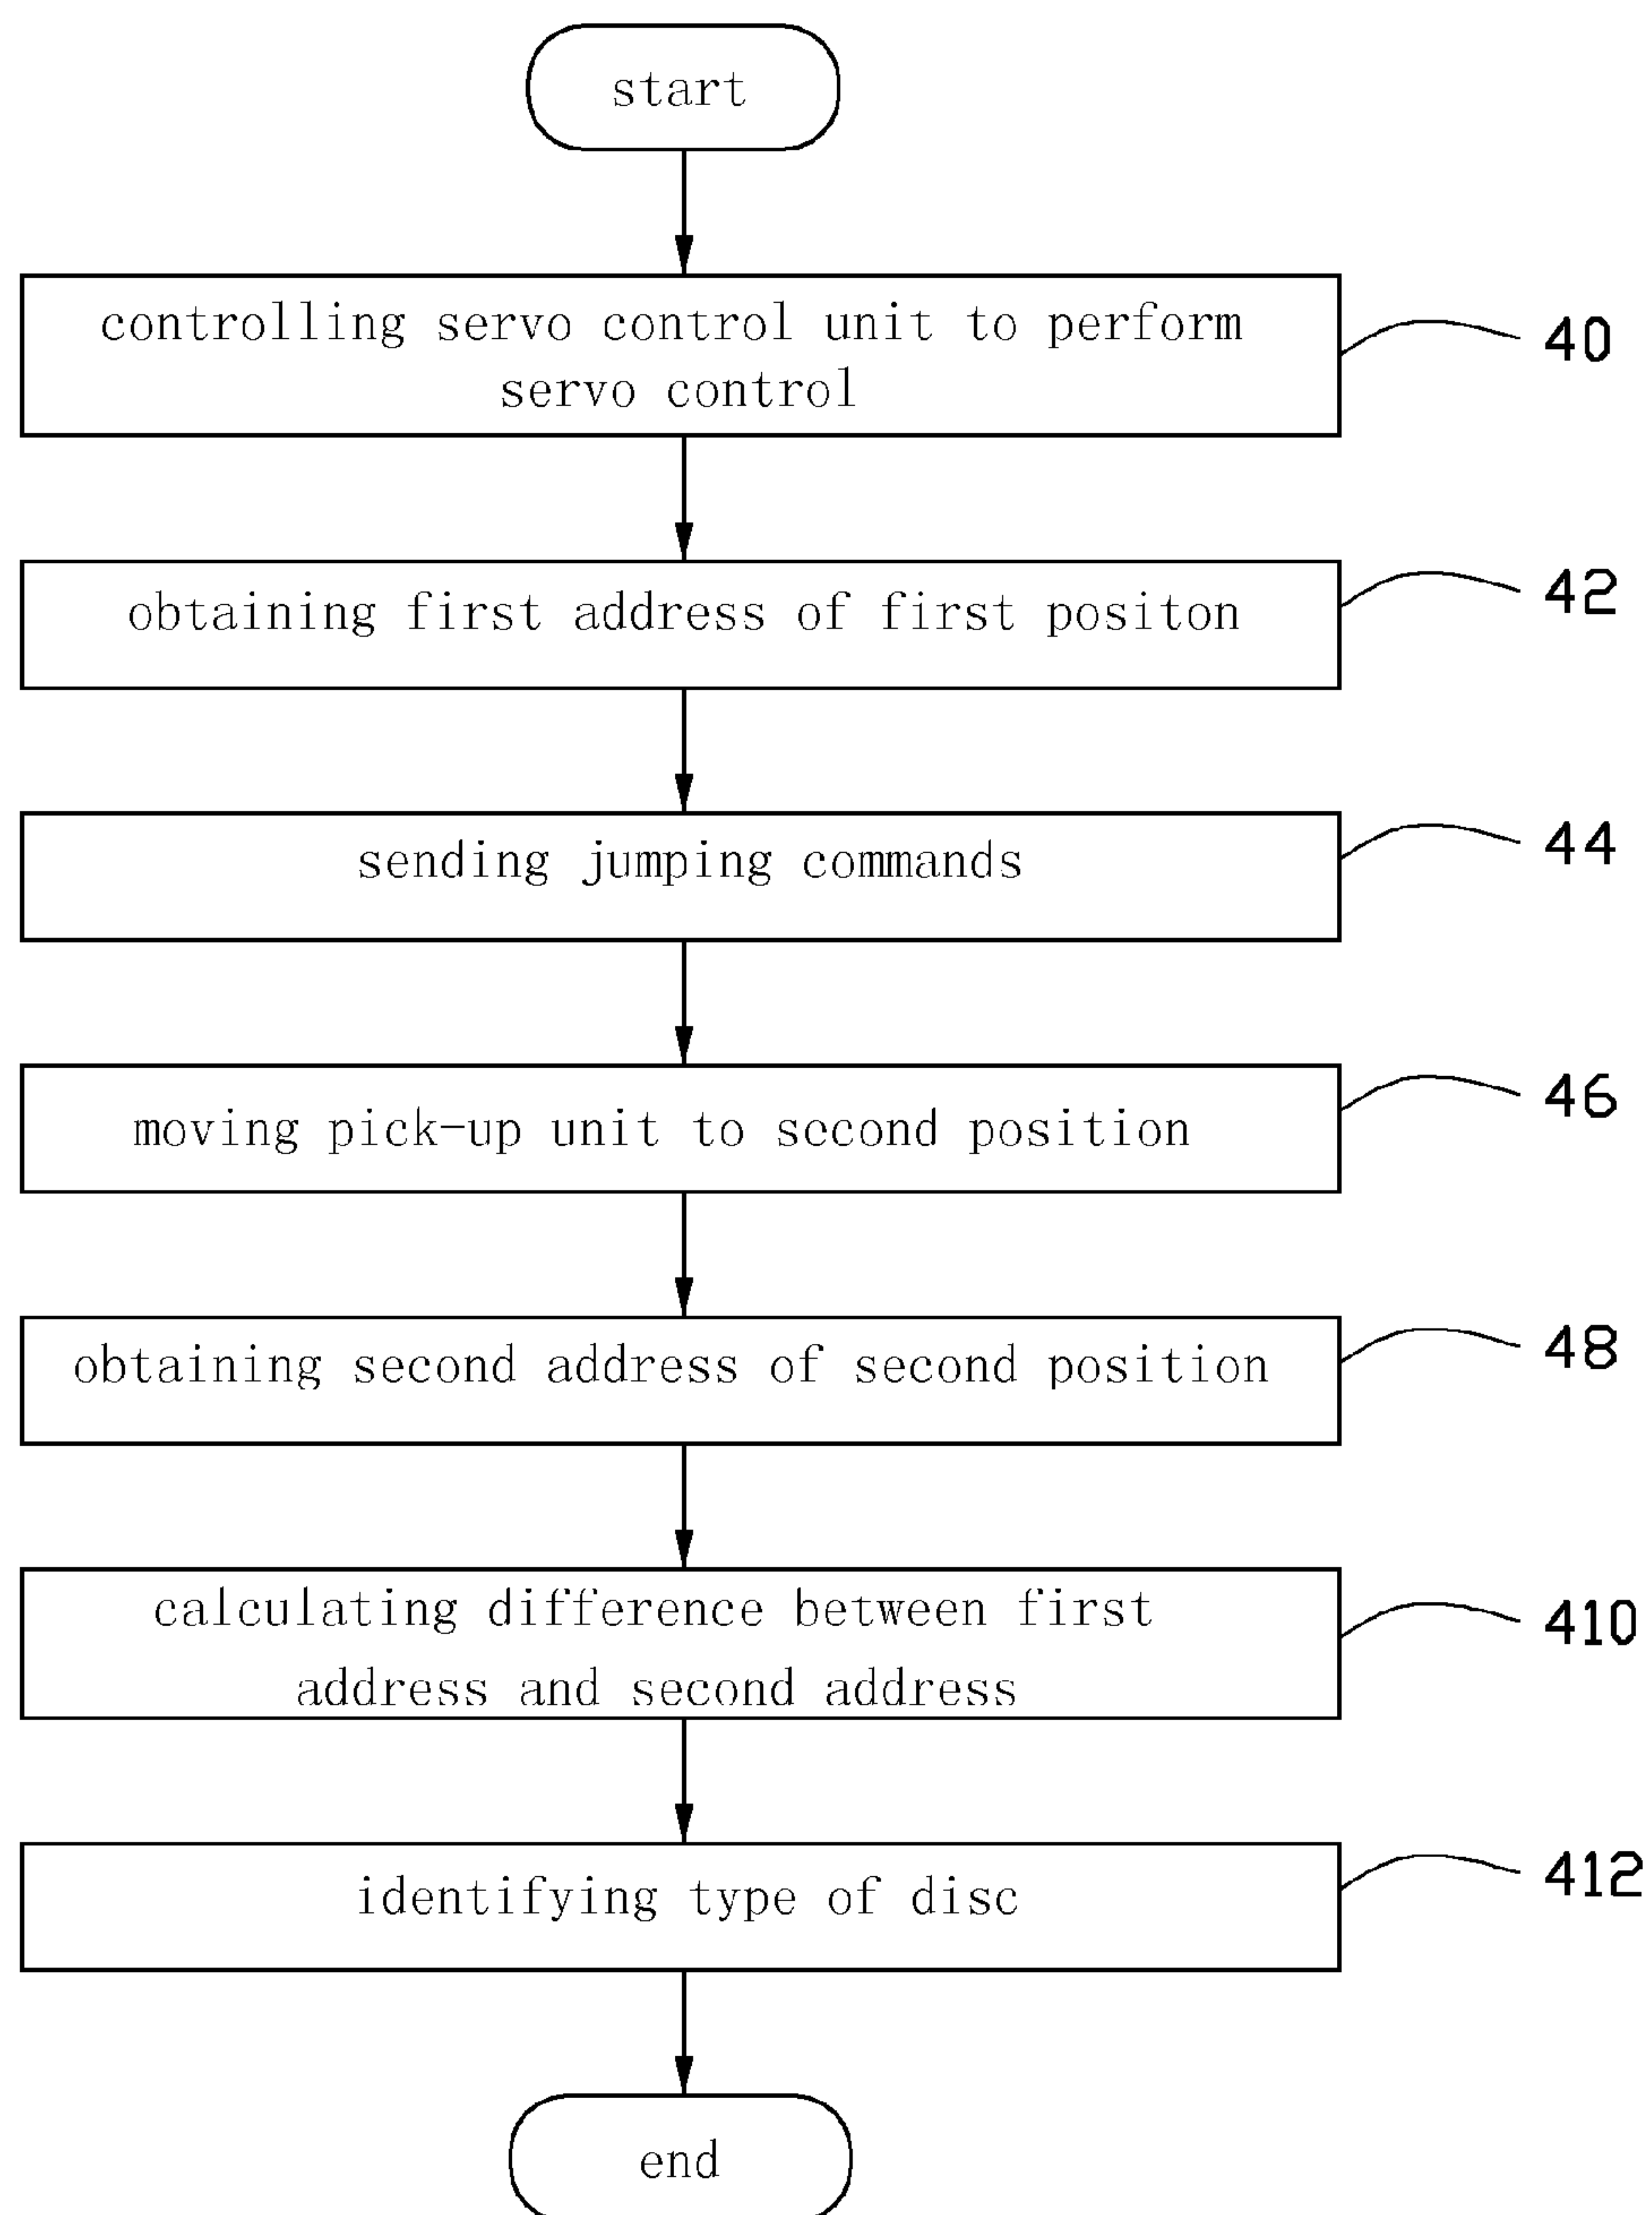 start
controlling servo control unit to perform
servo control
40
obtaining first address of first positon
42
sending jumping commands
44
moving pick-up unit to second position
46
obtaining second address of second position
48
calculating difference between first
address and second address
410
identifying type of disc
412
end